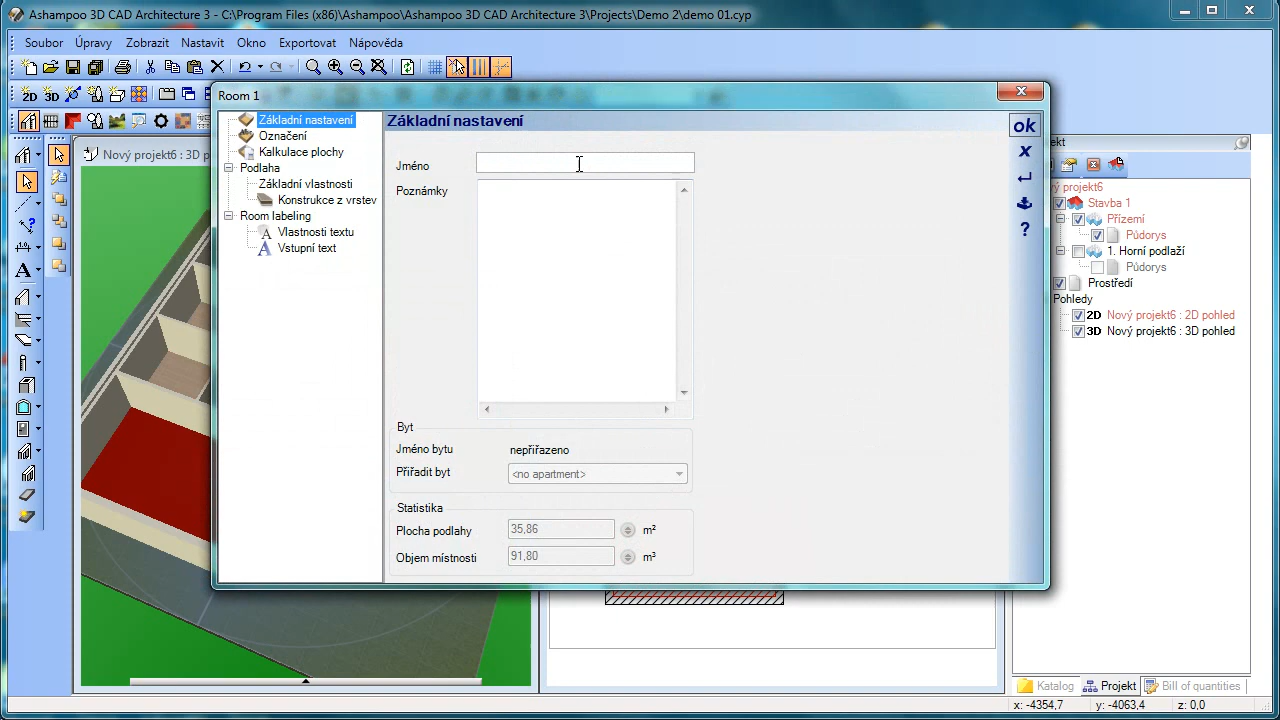 Ashampoo 3D CAD Architecture 3 - C:\Program Files (x86)\Ashampoo\Ashampoo 3D CAD Architecture 3\Projects\Demo 2\demo 01.cyp
Soubor Úpravy Zobrazit Nastavit Okno Exportovat Nápověda
2D 3D
Room 1
Základní nastavení
Označení
Kalkulace plochy
Podlaha
Základní vlastnosti
Konstrukce z vrstev
Room labeling
Vlastnosti textu
Vstupní text
Základní nastavení
Jméno
Poznámky
Byt
Jméno bytu nepřiřazeno
Přiřadit byt <no apartment>
Statistika
Plocha podlahy 35,86 m²
Objem místnosti 91,80 m³
ok
Nový projekt6 : 3D p
ekt
ový projekt6
Stavba 1
Přízemí
Půdorys
1. Horní podlaží
Půdorys
Prostředí
Pohledy
2D Nový projekt6 : 2D pohled
3D Nový projekt6 : 3D pohled
Katalog Projekt Bill of quantities
x: -4354,7 y: -4063,4 z: 0,0